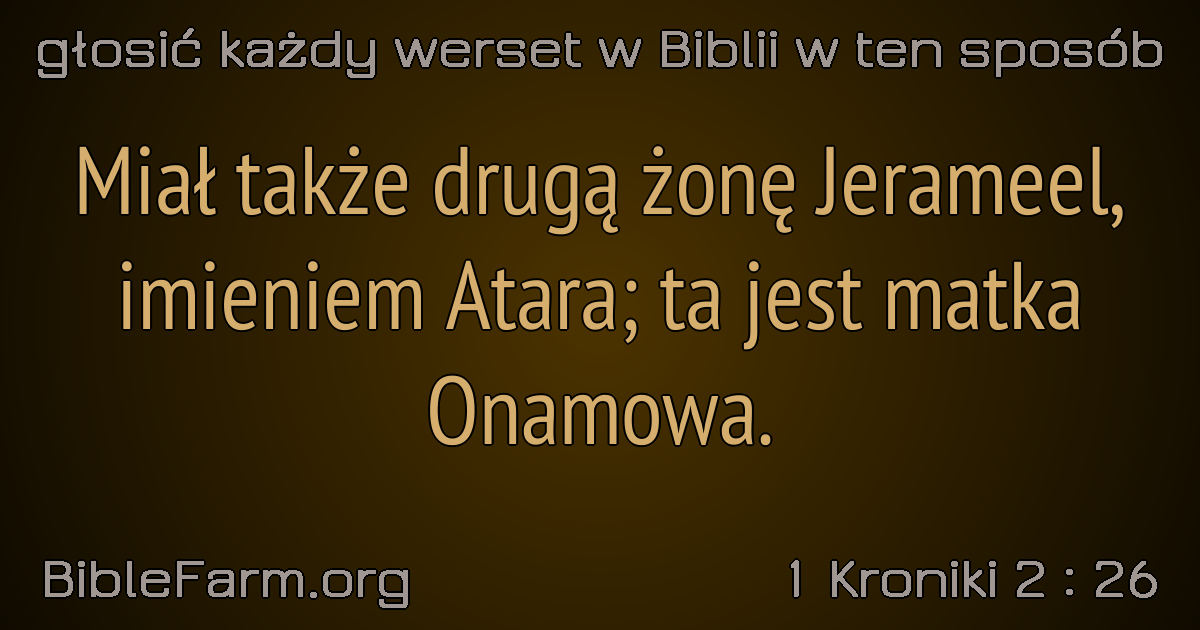 głosić każdy werset w Biblii w ten sposób
Miał także drugą żonę Jerameel,
imieniem Atara; ta jest matka
Onamowa.
BibleFarm.org
1 Kroniki 2 : 26